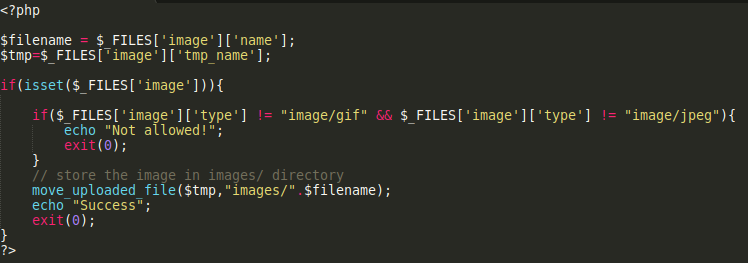 <?php
$filename = $_FILES['image']['name'];
$tmp=$_FILES['image']['tmp_name'];
if(isset($_FILES['image'])){
if($_FILES['image']['type'] != "image/gif" && $_FILES['image']['type'] != "image/jpeg"){
echo "Not allowed!";
exit(0);
}
// store the image in images/ directory
move_uploaded_file($tmp,"images/".$filename);
echo "Success";
exit(0);
}
?>